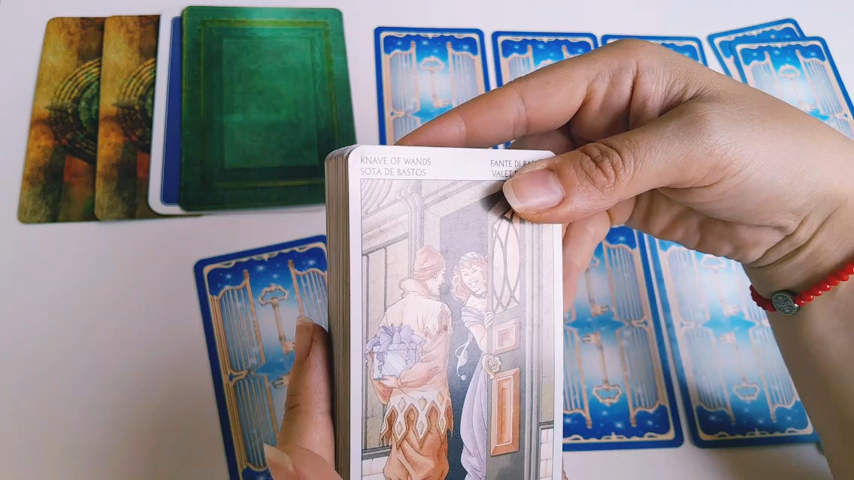 KNAVE OF WANDS
SOTA DE BASTOS
FANTE DI
VALET